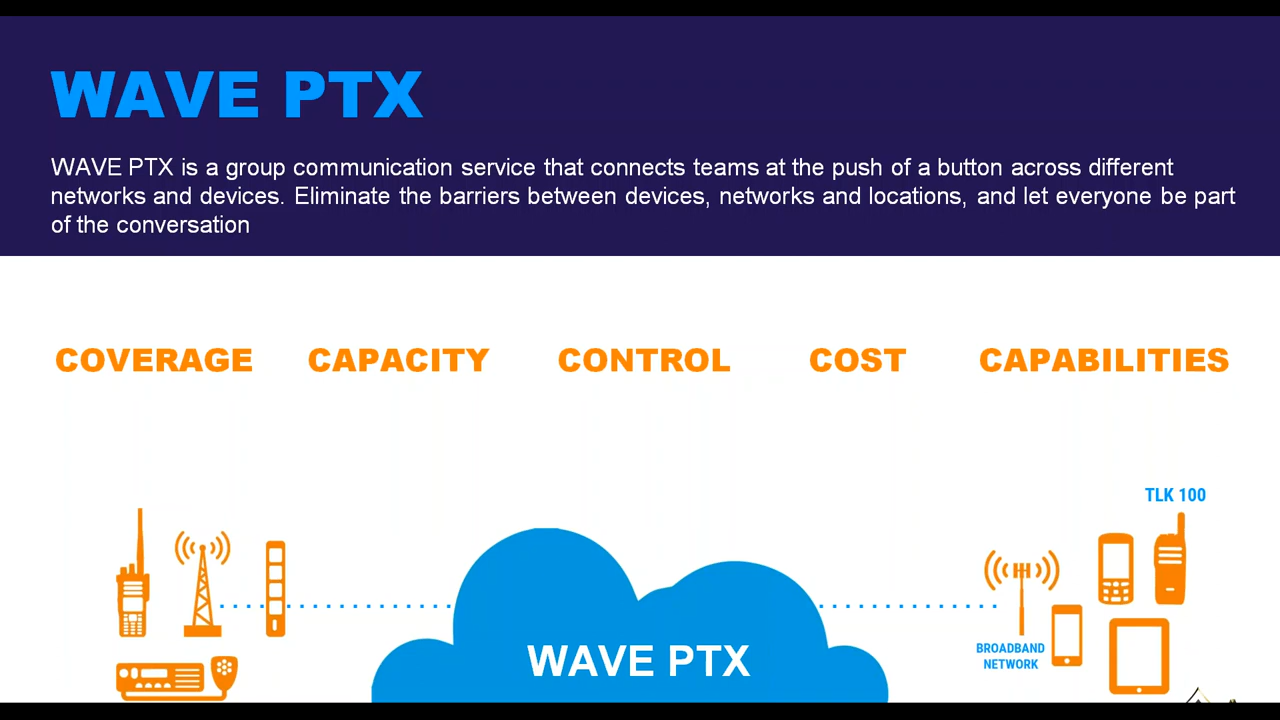 WAVE PTX
WAVE PTX is a group communication service that connects teams at the push of a button across different
networks and devices. Eliminate the barriers between devices, networks and locations, and let everyone be part
of the conversation
COVERAGE CAPACITY CONTROL COST CAPABILITIES
TLK 100
BROADBAND
NETWORK
WAVE PTX